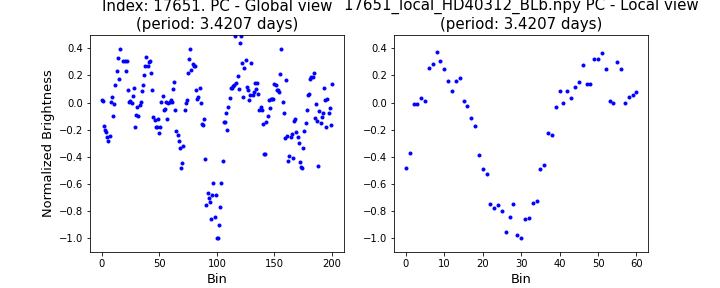 Index: 17651. PC - Global view
(period: 3.4207 days)
17651_local_HD40312_BLb.npy PC - Local view
(period: 3.4207 days)
Normalized Brightness
0.4
0.2
0.0
−0.2
−0.4
−0.6
−0.8
−1.0
0 50 100 150 200
Bin
0.4
0.2
0.0
−0.2
−0.4
−0.6
−0.8
−1.0
0 10 20 30 40 50 60
Bin